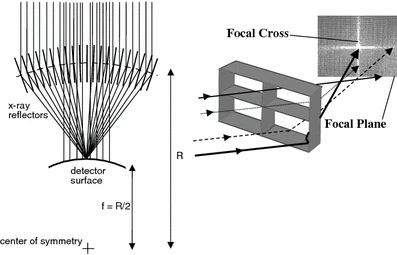 Focal Cross
x-ray
reflectors
Focal Plane
R
detector
surface
f = R/2
center of symmetry